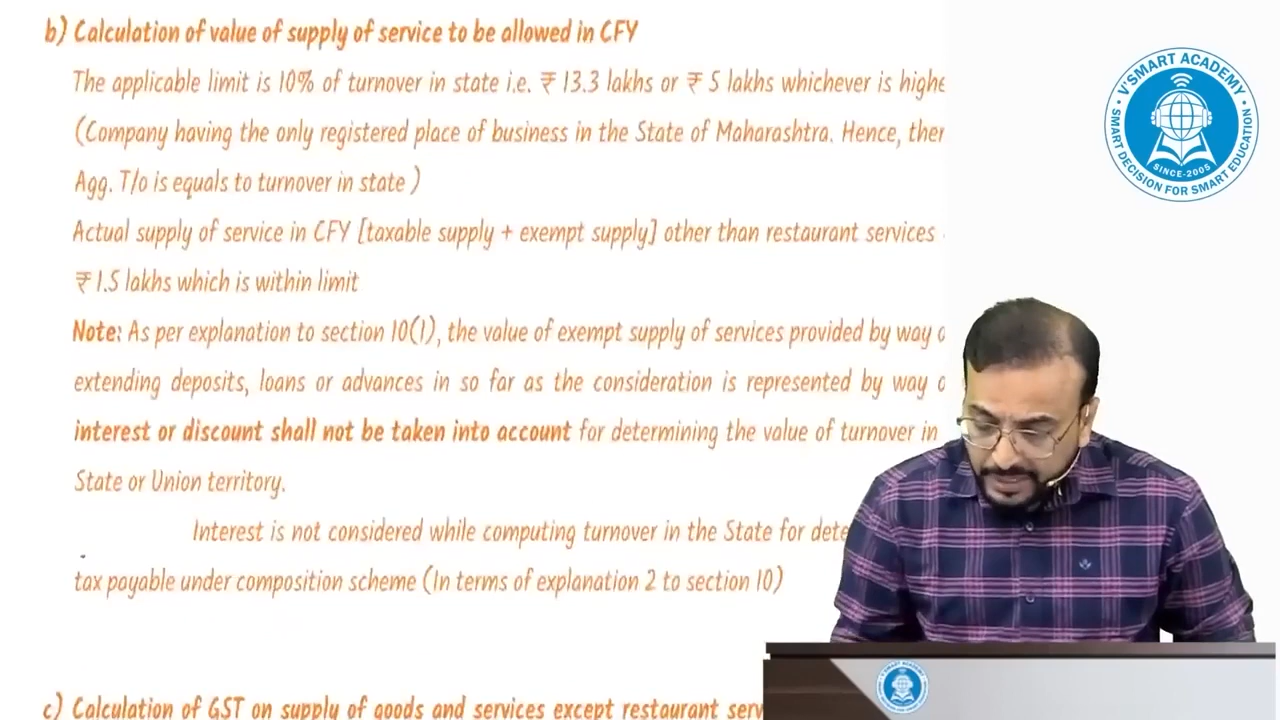 b) Calculation of value of supply of service to be allowed in CFY
The applicable limit is 10% of turnover in state i.e. ₹ 13.3 lakhs or ₹ 5 lakhs whichever is highe
(Company having the only registered place of business in the State of Maharashtra. Hence, ther
Agg. T/o is equals to turnover in state )
Actual supply of service in CFY [taxable supply + exempt supply] other than restaurant services
₹ 1.5 lakhs which is within limit
Note: As per explanation to section 10(1), the value of exempt supply of services provided by way o
extending deposits, loans or advances in so far as the consideration is represented by way o
interest or discount shall not be taken into account for determining the value of turnover in
State or Union territory.
Interest is not considered while computing turnover in the State for dete
tax payable under composition scheme (In terms of explanation 2 to section 10)
c) Calculation of GST on supply of goods and services except restaurant serv
V'SMART ACADEMY
SMART DECISION FOR SMART EDUCATION
SINCE-2005